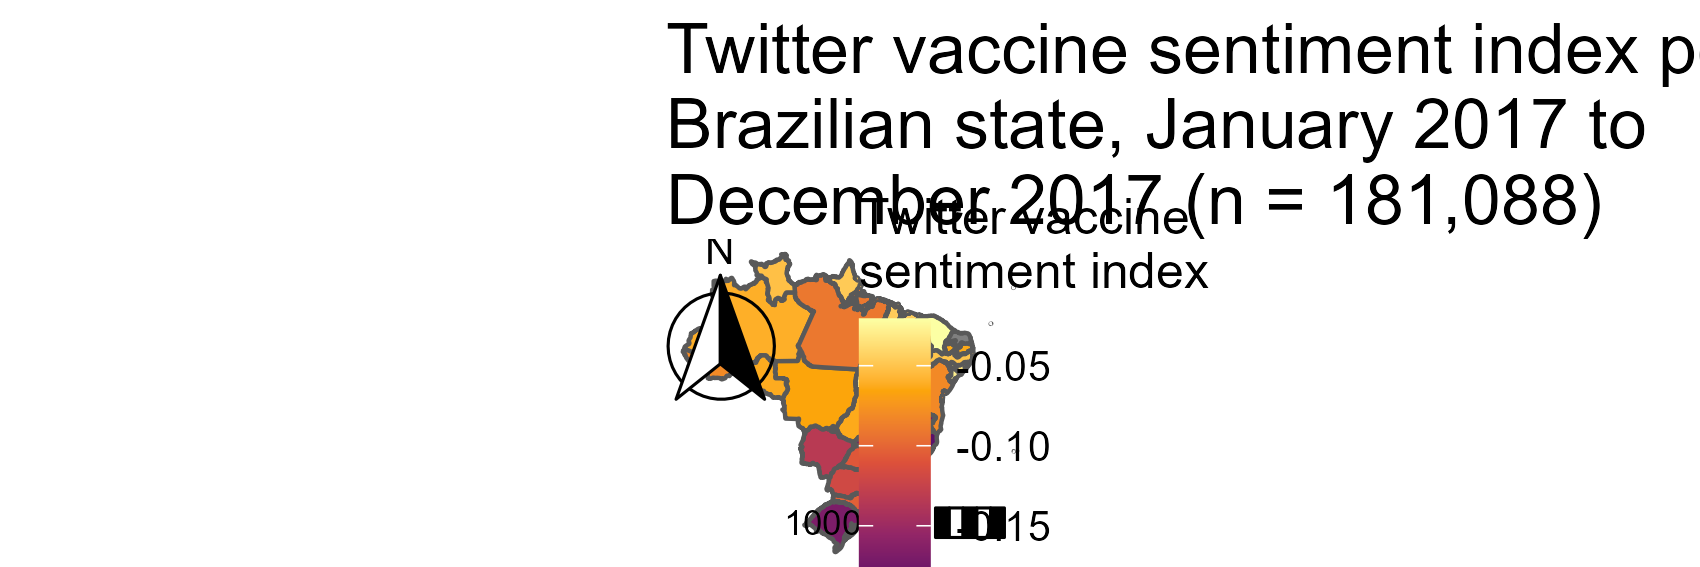 Twitter vaccine sentiment index
Brazilian state, January 2017 to
December 2017 (n = 181,088)
Twitter vaccine
sentiment index
N
-0.05
-0.10
-0.15
1000